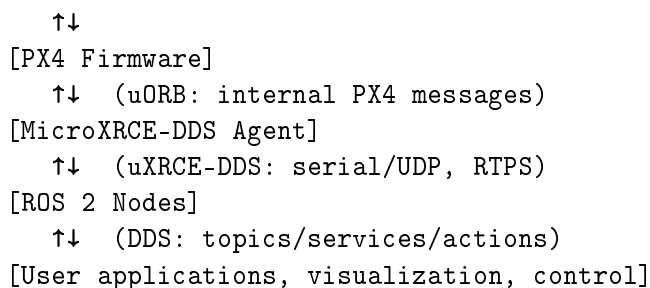 ↑↓
[PX4 Firmware]
↑↓ (uORB: internal PX4 messages)
[MicroXRCE-DDS Agent]
↑↓ (uXRCE-DDS: serial/UDP, RTPS)
[ROS 2 Nodes]
↑↓ (DDS: topics/services/actions)
[User applications, visualization, control]